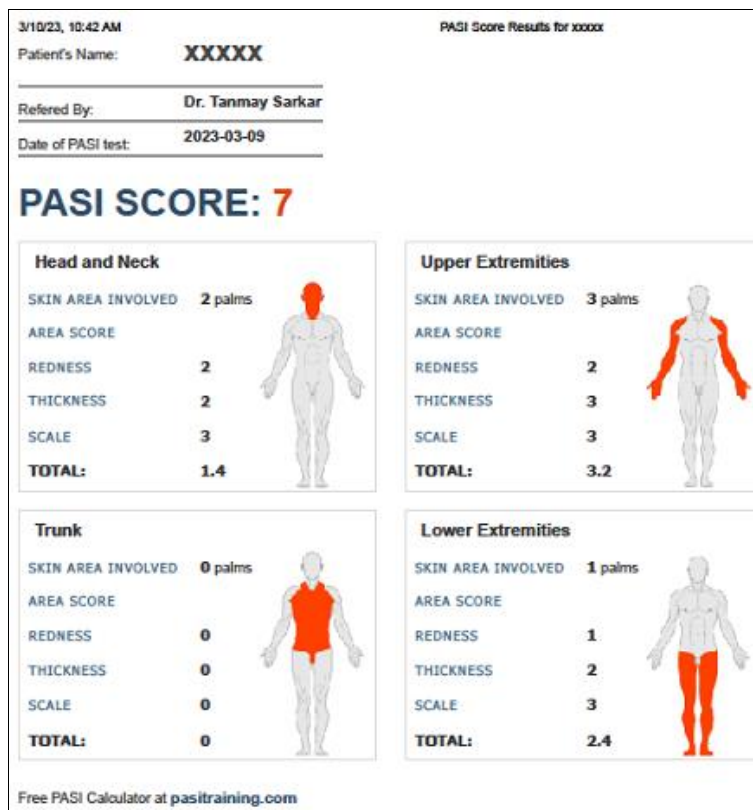 3/10/23, 10:42 AM PASI Score Results for xxxxx
Patient's Name: XXXXX
Refered By: Dr. Tanmay Sarkar
Date of PASI test: 2023-03-09
PASI SCORE: 7
Head and Neck
SKIN AREA INVOLVED 2 palms
AREA SCORE
REDNESS 2
THICKNESS 2
SCALE 3
TOTAL: 1.4
Upper Extremities
SKIN AREA INVOLVED 3 palms
AREA SCORE
REDNESS 2
THICKNESS 3
SCALE 3
TOTAL: 3.2
Trunk
SKIN AREA INVOLVED 0 palms
AREA SCORE
REDNESS 0
THICKNESS 0
SCALE 0
TOTAL: 0
Lower Extremities
SKIN AREA INVOLVED 1 palms
AREA SCORE
REDNESS 1
THICKNESS 2
SCALE 3
TOTAL: 2.4
Free PASI Calculator at pasitraining.com